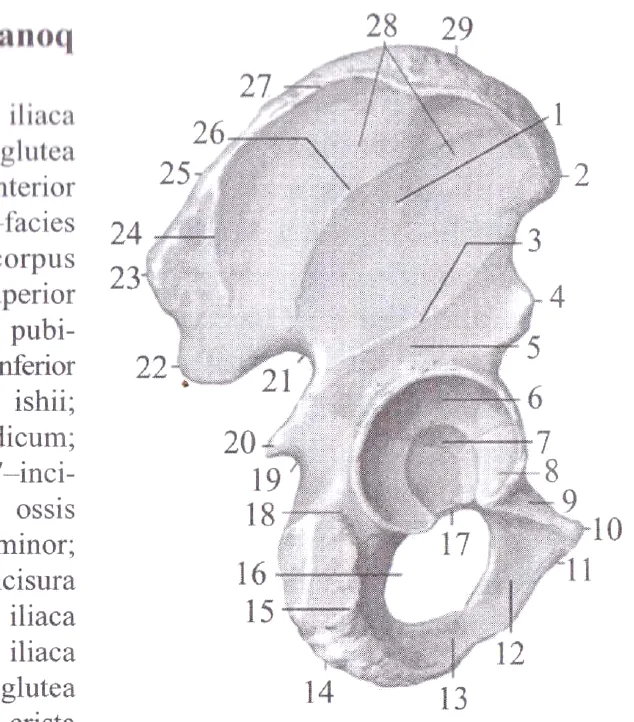 anoq
iliaca
glutea
nterior
–facies
corpus
perior
pubi-
nferior
ishii;
dicum;
7–inci-
ossis
minor;
cisura
iliaca
iliaca
glutea
crista
28 29
27
1
26
25
2
24
3
23
4
5
22
21
6
20
7
19
8
9
18
10
17
11
16
15
12
14
13